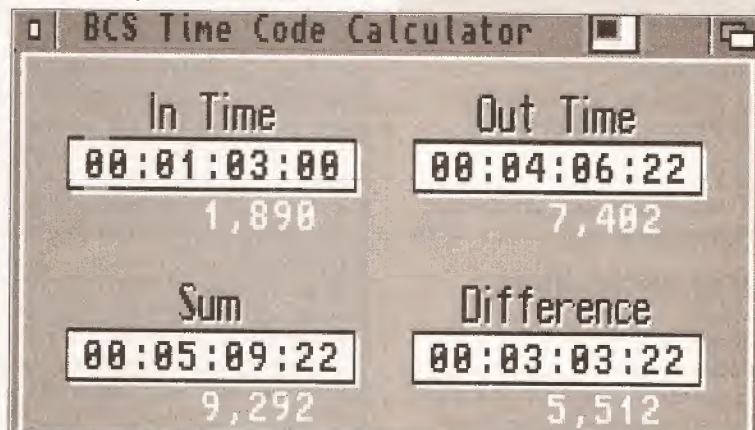 BCS Time Code Calculator
In Time Out Time
00:01:03:00 00:04:06:22
1,890 7,402
Sum Difference
00:05:09:22 00:03:03:22
9,292 5,512